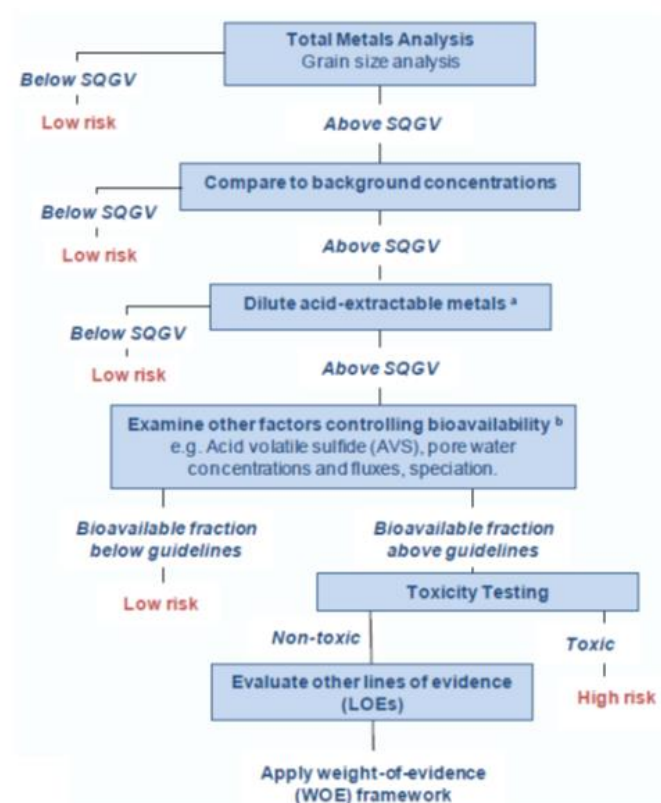 Total Metals Analysis
Grain size analysis
Below SQGV
Low risk
Above SQGV
Compare to background concentrations
Below SQGV
Low risk
Above SQGV
Dilute acid-extractable metals ª
Below SQGV
Low risk
Above SQGV
Examine other factors controlling bioavailability ᵇ
e.g. Acid volatile sulfide (AVS), pore water
concentrations and fluxes, speciation.
Bioavailable fraction
below guidelines
Low risk
Bioavailable fraction
above guidelines
Toxicity Testing
Non-toxic
Toxic
High risk
Evaluate other lines of evidence
(LOEs)
Apply weight-of-evidence
(WOE) framework